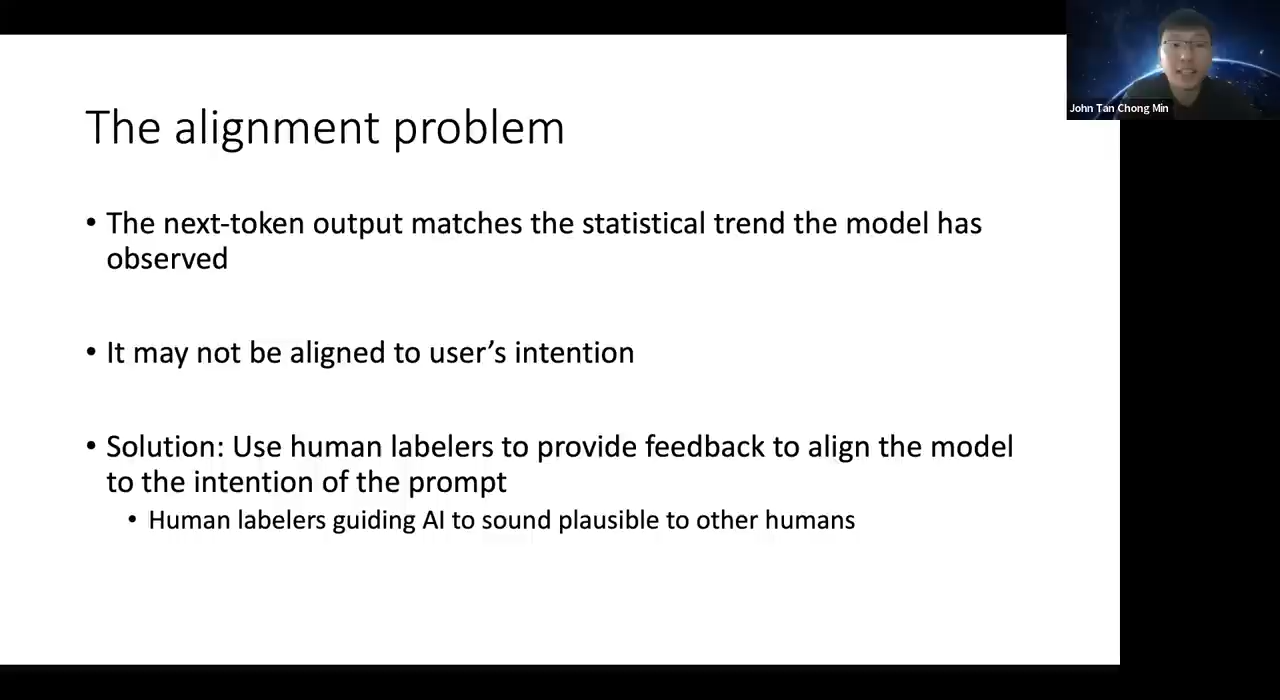 John Tan Chong Min
The alignment problem
• The next-token output matches the statistical trend the model has
observed
• It may not be aligned to user’s intention
• Solution: Use human labelers to provide feedback to align the model
to the intention of the prompt
• Human labelers guiding AI to sound plausible to other humans